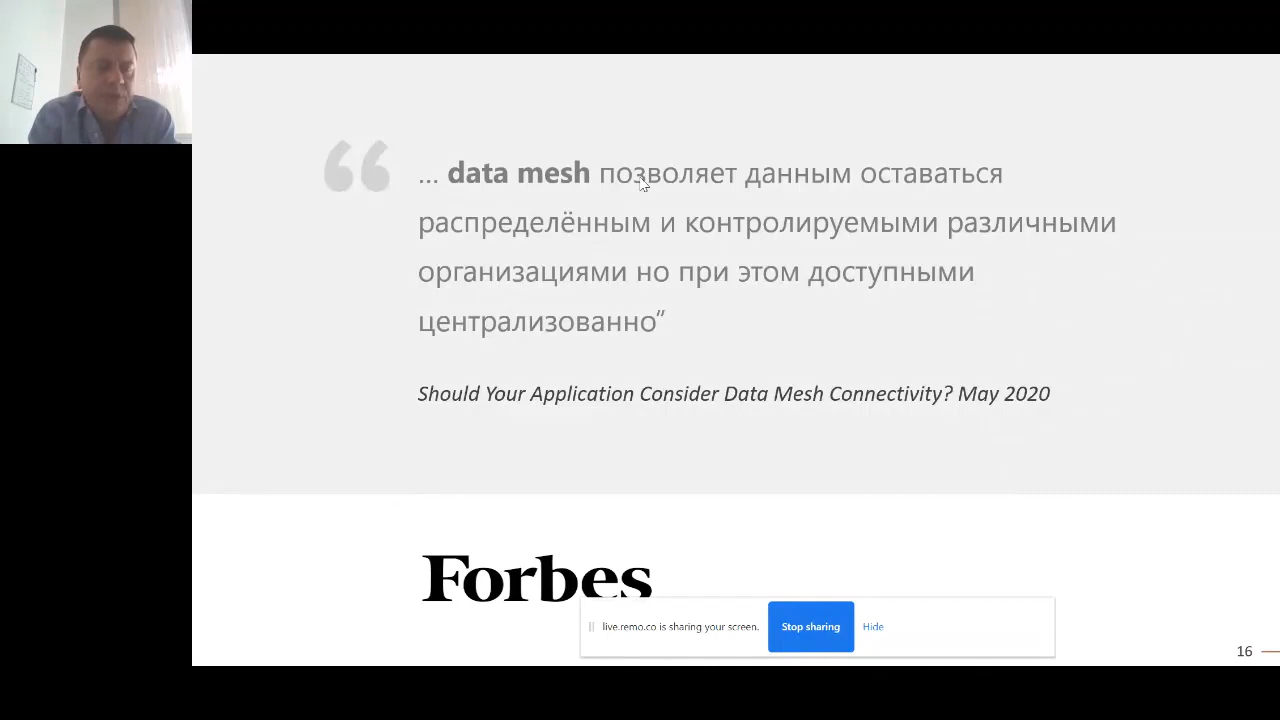 ... data mesh позволяет данным оставаться
распределённым и контролируемыми различными
организациями но при этом доступными
централизованно”
Should Your Application Consider Data Mesh Connectivity? May 2020
Forbes
live.remo.co is sharing your screen. Stop sharing Hide
16